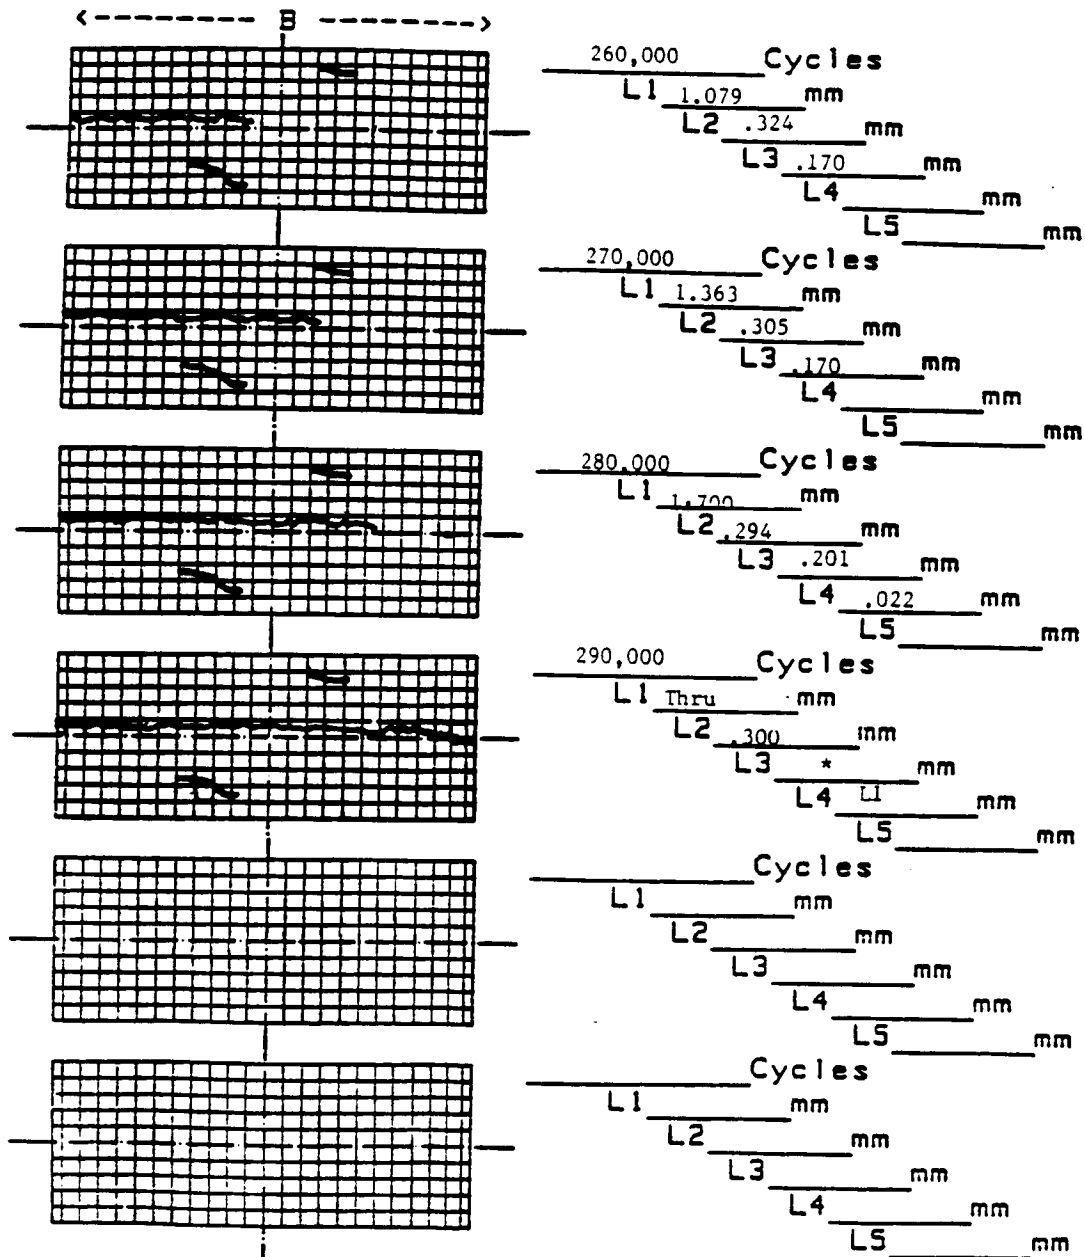 B
260,000 Cycles
L1 1.079 mm
L2 .324 mm
L3 .170 mm
L4 mm
L5 mm
270,000 Cycles
L1 1.363 mm
L2 .305 mm
L3 .170 mm
L4 mm
L5 mm
280,000 Cycles
L1 1.700 mm
L2 .294 mm
L3 .201 mm
L4 .022 mm
L5 mm
290,000 Cycles
L1 Thru mm
L2 .300 mm
L3 * mm
L4 L1 mm
L5 mm
Cycles
L1 mm
L2 mm
L3 mm
L4 mm
L5 mm
Cycles
L1 mm
L2 mm
L3 mm
L4 mm
L5 mm